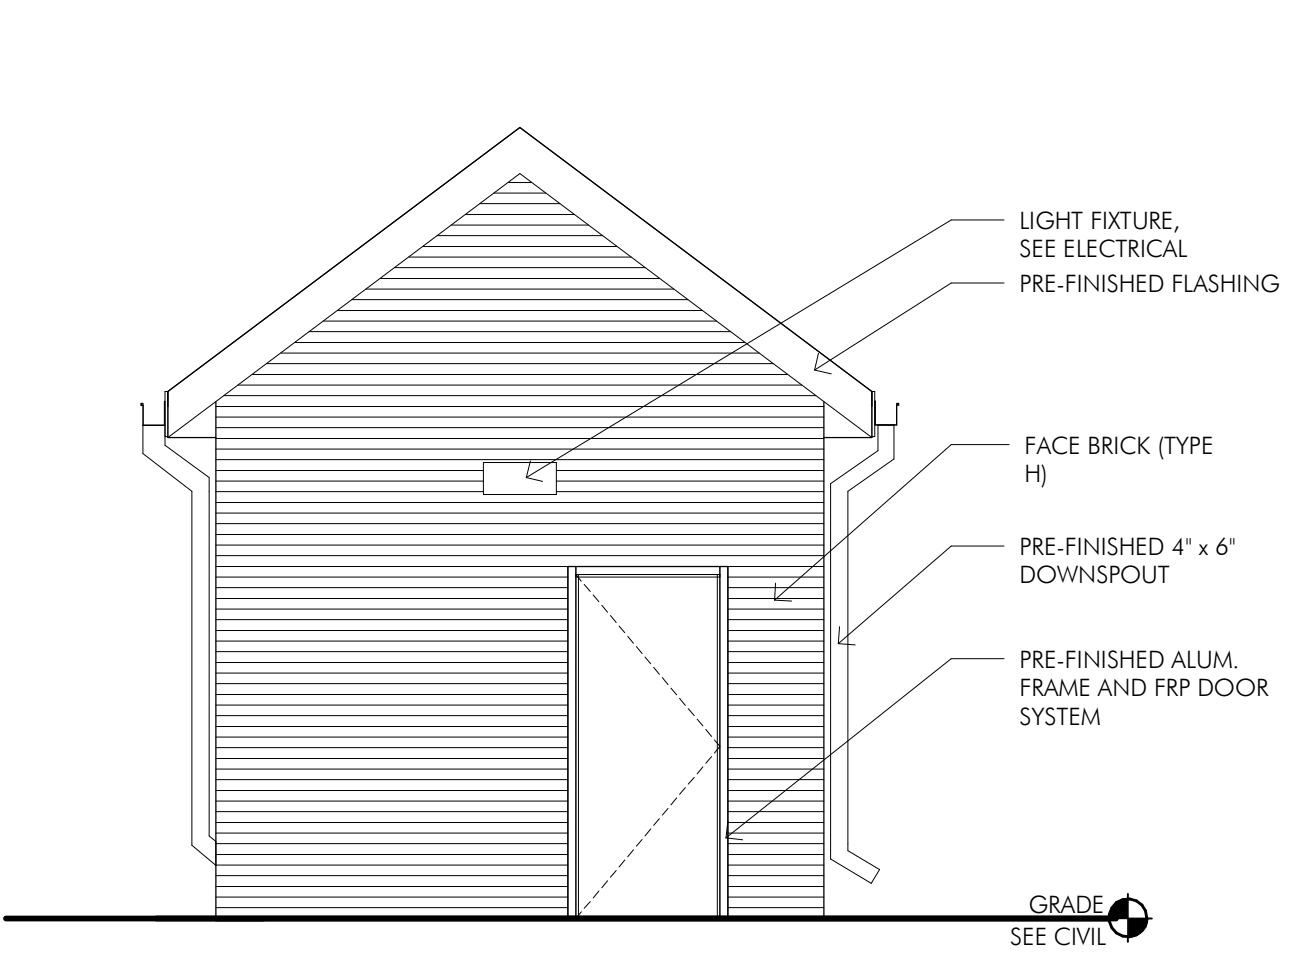 LIGHT FIXTURE,
SEE ELECTRICAL
PRE-FINISHED FLASHING
FACE BRICK (TYPE
H)
PRE-FINISHED 4" x 6"
DOWNSPOUT
PRE-FINISHED ALUM.
FRAME AND FRP DOOR
SYSTEM
GRADE
SEE CIVIL